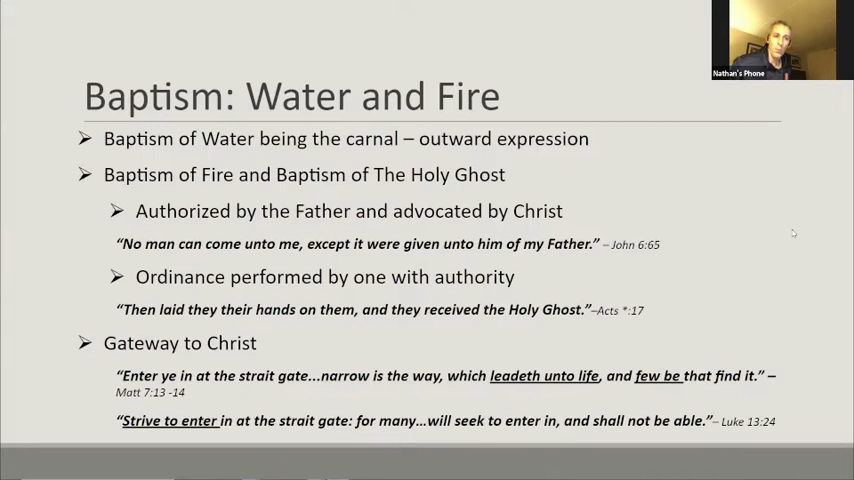 Nathan's Phone
Baptism: Water and Fire
Baptism of Water being the carnal – outward expression
Baptism of Fire and Baptism of The Holy Ghost
Authorized by the Father and advocated by Christ
“No man can come unto me, except it were given unto him of my Father.” – John 6:65
Ordinance performed by one with authority
“Then laid they their hands on them, and they received the Holy Ghost.”–Acts *:17
Gateway to Christ
“Enter ye in at the strait gate...narrow is the way, which leadeth unto life, and few be that find it.” –
Matt 7:13 -14
“Strive to enter in at the strait gate: for many…will seek to enter in, and shall not be able.”– Luke 13:24